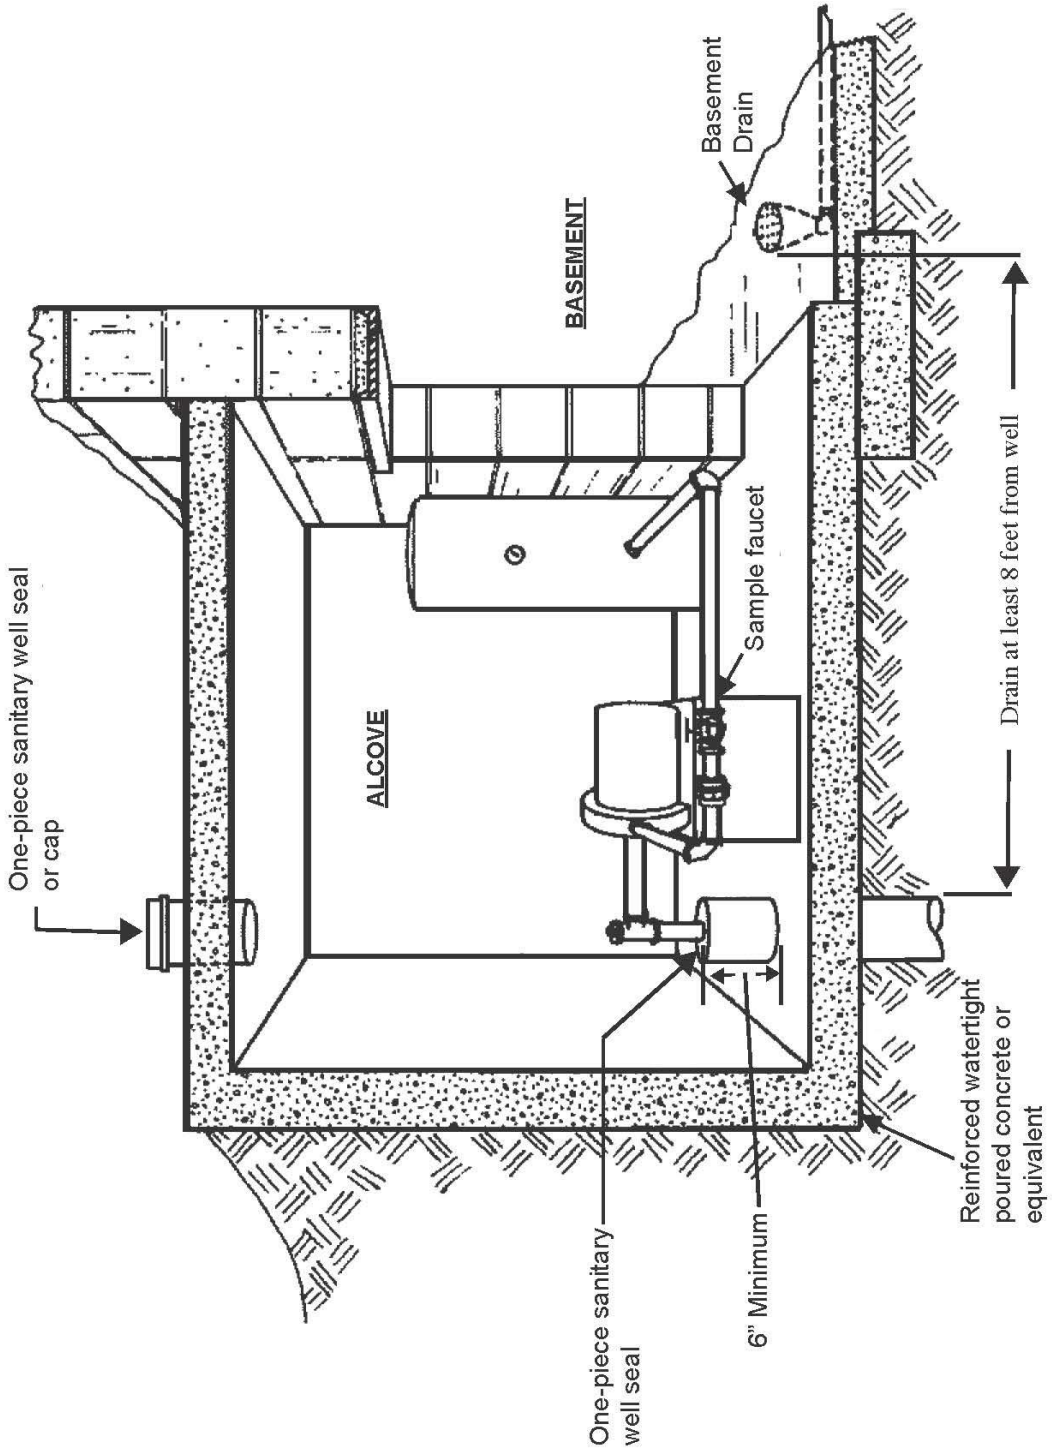 One-piece sanitary well seal
or cap
ALCOVE
BASEMENT
Basement
Drain
Sample faucet
One-piece sanitary
well seal
6” Minimum
Drain at least 8 feet from well
Reinforced watertight
poured concrete or
equivalent